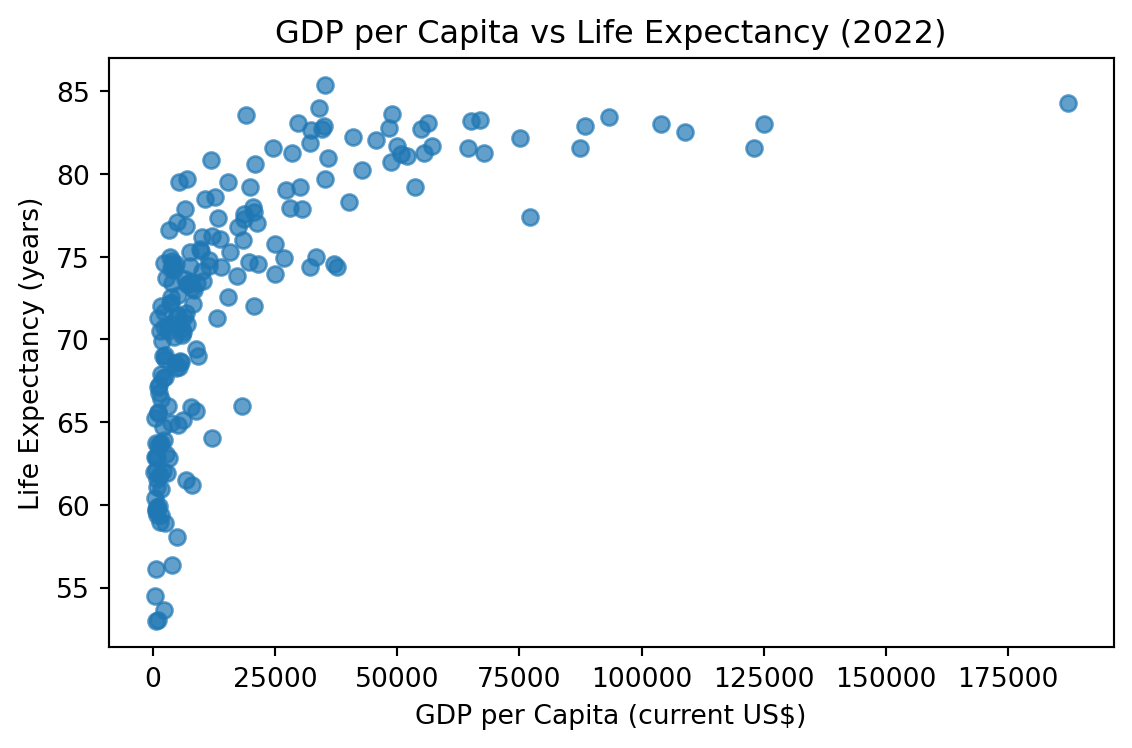 GDP per Capita vs Life Expectancy (2022)
85
80
75
70
65
60
55
Life Expectancy (years)
0 25000 50000 75000 100000 125000 150000 175000
GDP per Capita (current US$)